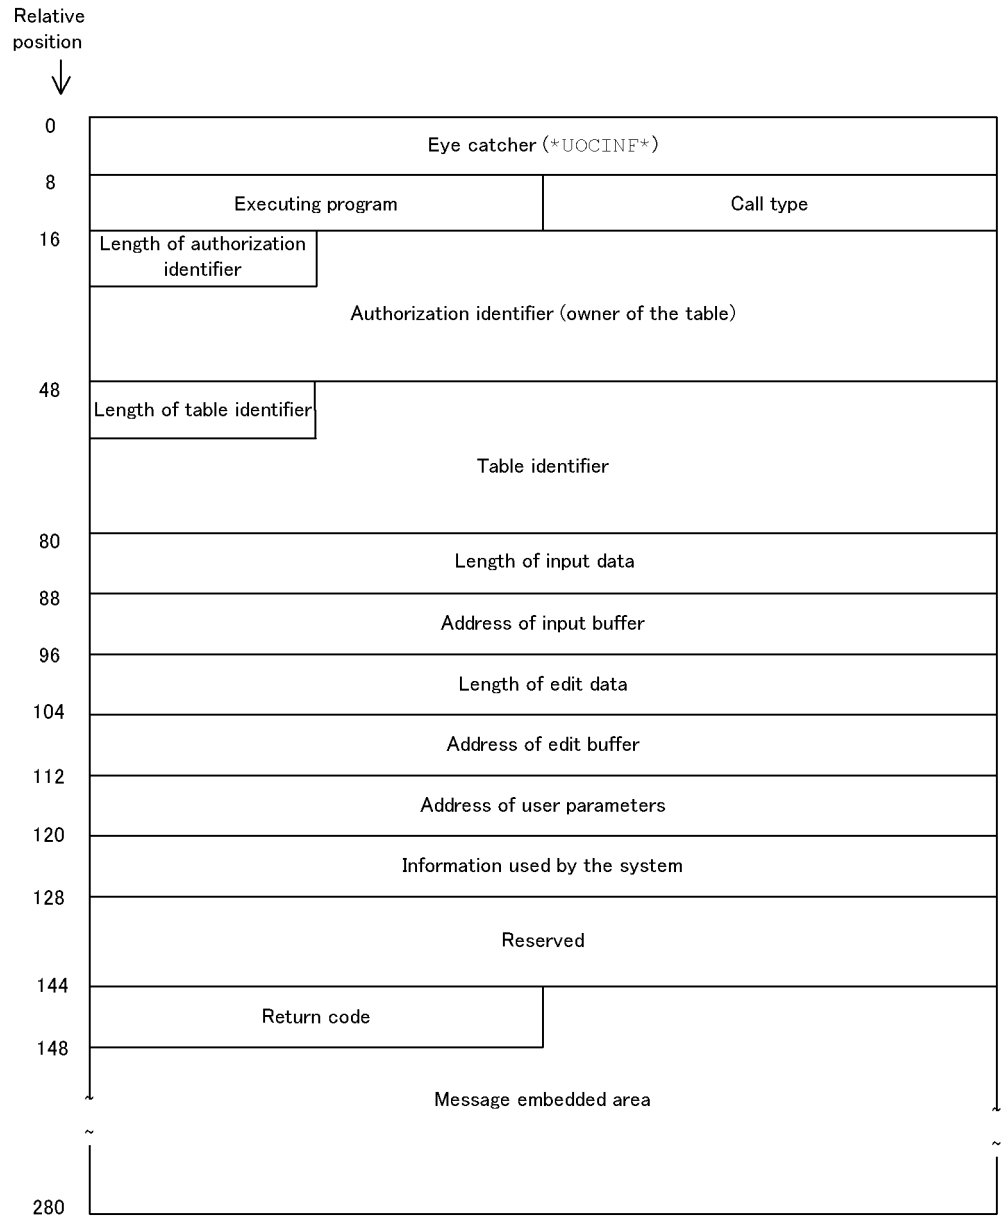 Relative
position
0
Eye catcher (*UOCINF*)
8
Executing program
Call type
16
Length of authorization
identifier
Authorization identifier (owner of the table)
48
Length of table identifier
Table identifier
80
Length of input data
88
Address of input buffer
96
Length of edit data
104
Address of edit buffer
112
Address of user parameters
120
Information used by the system
128
Reserved
144
Return code
148
Message embedded area
~ ~
~ ~
280